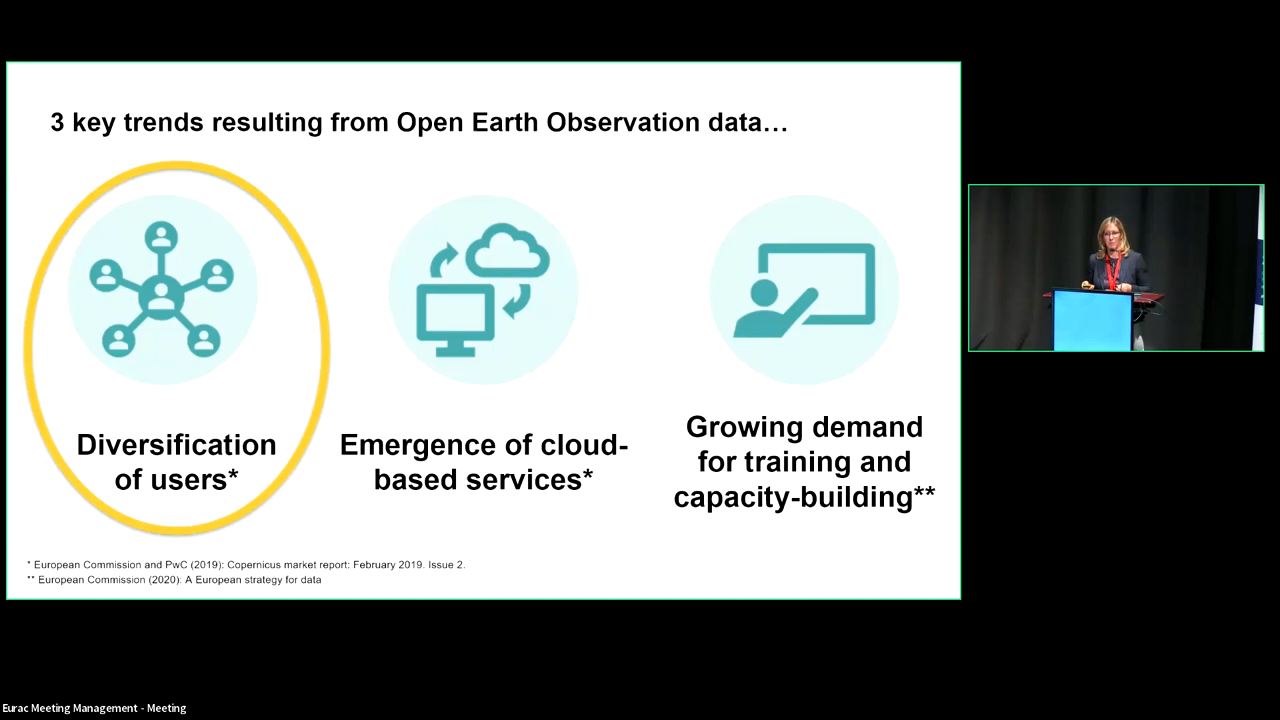 3 key trends resulting from Open Earth Observation data…
Diversification
of users*
Emergence of cloud-
based services*
Growing demand
for training and
capacity-building**
* European Commission and PwC (2019): Copernicus market report: February 2019. Issue 2.
** European Commission (2020): A European strategy for data
Eurac Meeting Management - Meeting